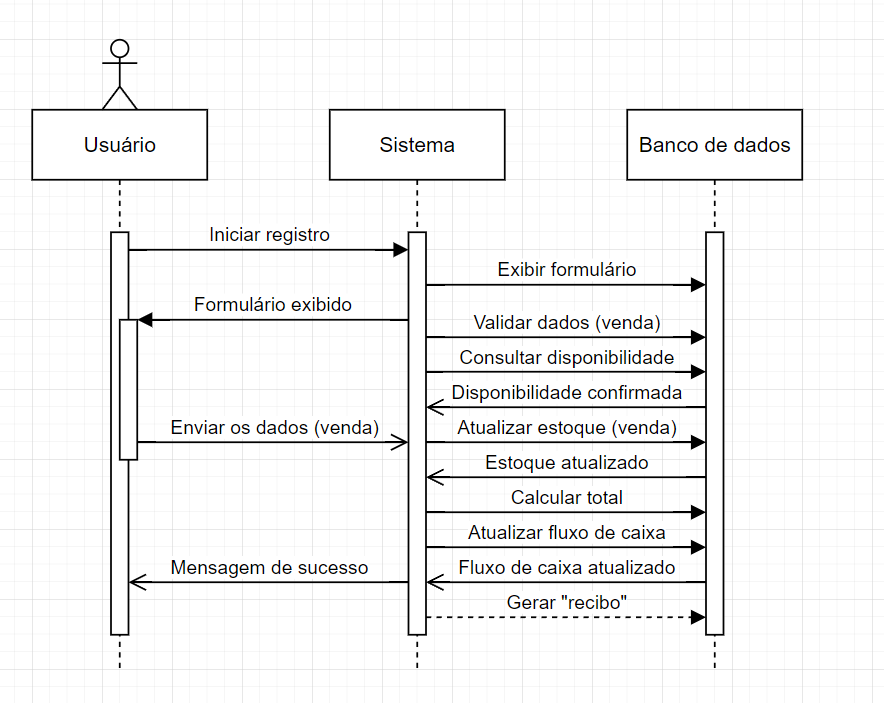 Usuário
Sistema
Banco de dados
Iniciar registro
Exibir formulário
Formulário exibido
Validar dados (venda)
Consultar disponibilidade
Disponibilidade confirmada
Enviar os dados (venda)
Atualizar estoque (venda)
Estoque atualizado
Calcular total
Atualizar fluxo de caixa
Mensagem de sucesso
Fluxo de caixa atualizado
Gerar "recibo"